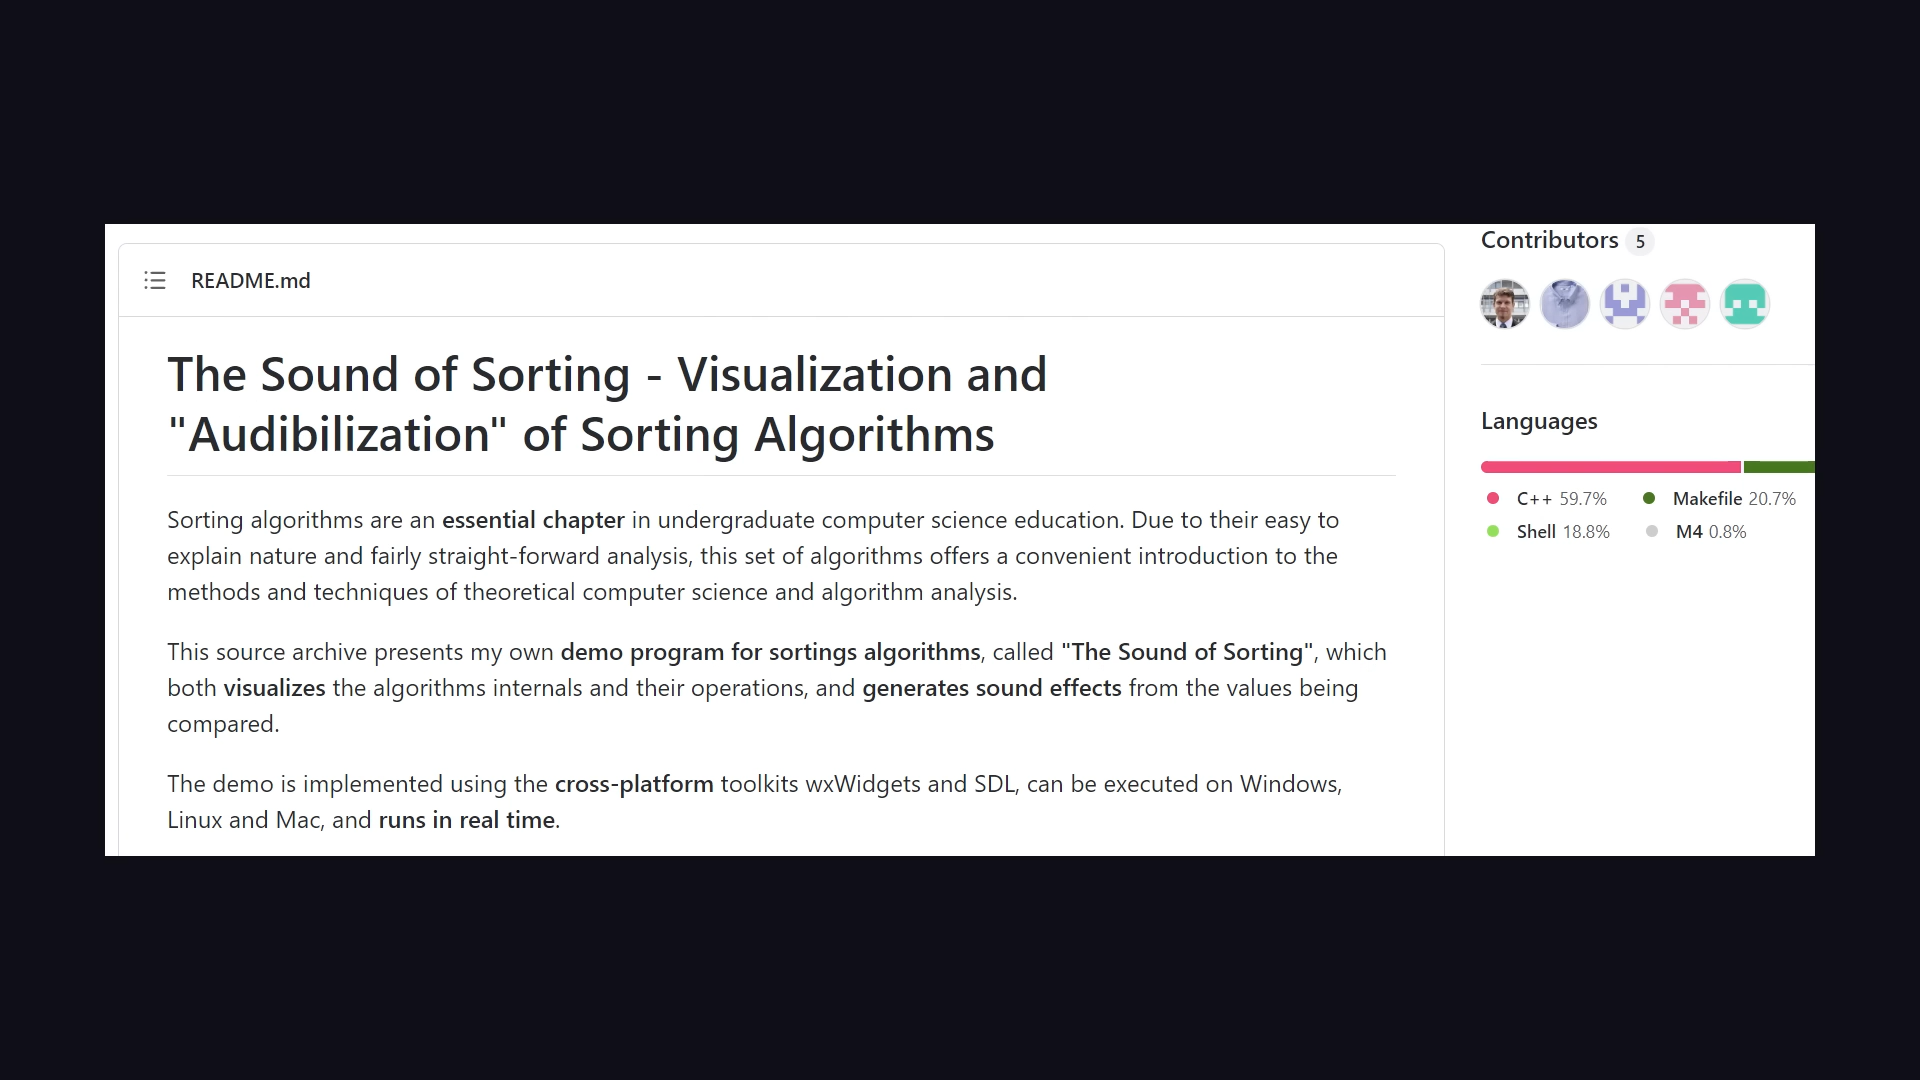 README.md
The Sound of Sorting - Visualization and
"Audibilization" of Sorting Algorithms
Sorting algorithms are an essential chapter in undergraduate computer science education. Due to their easy to
explain nature and fairly straight-forward analysis, this set of algorithms offers a convenient introduction to the
methods and techniques of theoretical computer science and algorithm analysis.
This source archive presents my own demo program for sortings algorithms, called "The Sound of Sorting", which
both visualizes the algorithms internals and their operations, and generates sound effects from the values being
compared.
The demo is implemented using the cross-platform toolkits wxWidgets and SDL, can be executed on Windows,
Linux and Mac, and runs in real time.
Contributors 5
Languages
C++ 59.7% Makefile 20.7%
Shell 18.8% M4 0.8%